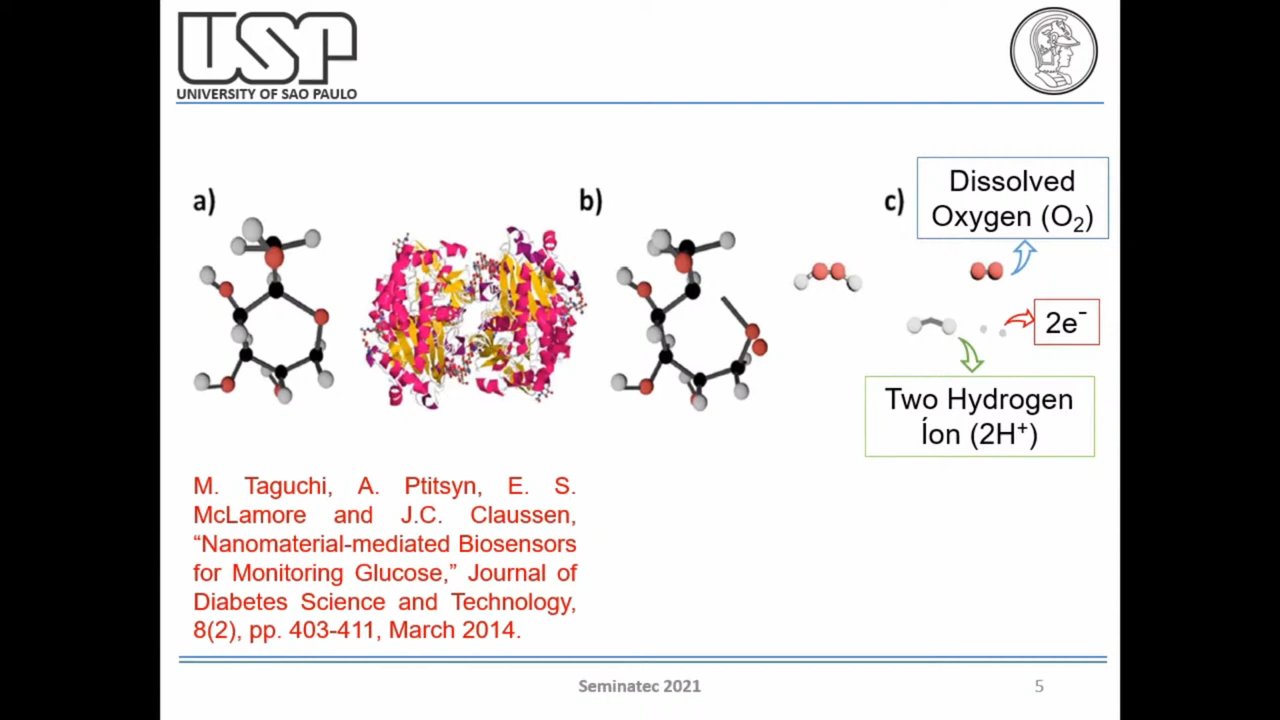 USP
UNIVERSITY OF SAO PAULO
a)
b)
c)
Dissolved
Oxygen (O₂)
2e⁻
Two Hydrogen
Íon (2H⁺)
M. Taguchi, A. Ptitsyn, E. S.
McLamore and J.C. Claussen,
“Nanomaterial-mediated Biosensors
for Monitoring Glucose,” Journal of
Diabetes Science and Technology,
8(2), pp. 403-411, March 2014.
Seminatec 2021
5